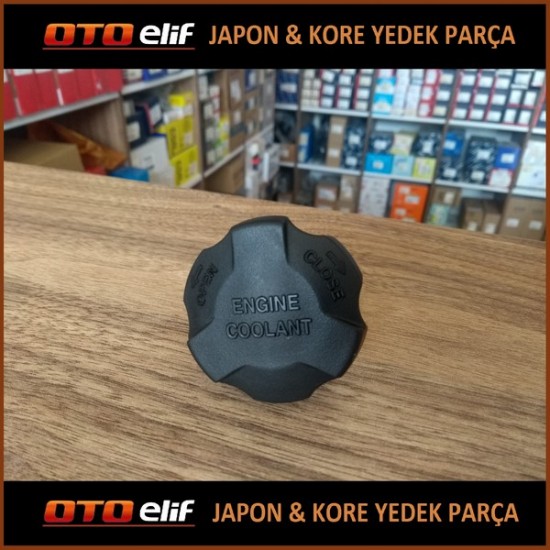 OTO elif JAPON & KORE YEDEK PARÇA
OPEN
CLOSE
ENGINE
COOLANT
OTO elif JAPON & KORE YEDEK PARÇA